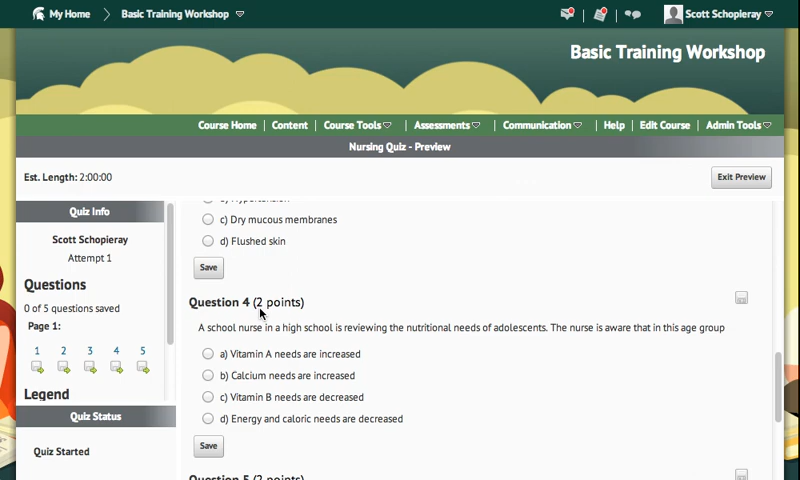 My Home
Basic Training Workshop
Scott Schopieray
Basic Training Workshop
Course Home | Content | Course Tools | Assessments | Communication | Help | Edit Course | Admin Tools
Nursing Quiz - Preview
Est. Length: 2:00:00
Exit Preview
Quiz Info
Scott Schopieray
Attempt 1
Questions
0 of 5 questions saved
Page 1:
1 2 3 4 5
Legend
Quiz Status
Quiz Started
b) Hypertension
c) Dry mucous membranes
d) Flushed skin
Save
Question 4 (2 points)
A school nurse in a high school is reviewing the nutritional needs of adolescents. The nurse is aware that in this age group
a) Vitamin A needs are increased
b) Calcium needs are increased
c) Vitamin B needs are decreased
d) Energy and caloric needs are decreased
Save
Question 5 (2 points)